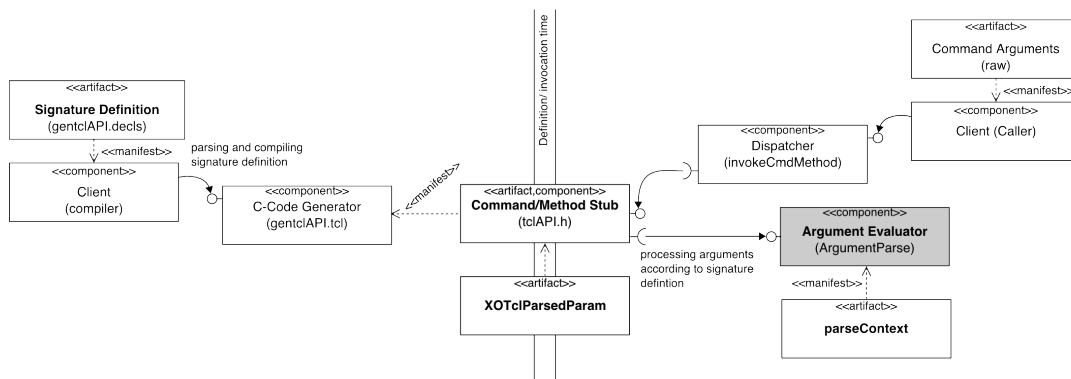 <<artifact>>
Signature Definition
(gentclAPI.decls)
<<manifest>>
<<component>>
Client
(compiler)
parsing and compiling
signature definition
<<component>>
C-Code Generator
(gentclAPI.tcl)
<<manifest>>
Definition/ invocation time
<<artifact,component>>
Command/Method Stub
(tclAPI.h)
<<artifact>>
XOTclParsedParam
<<artifact>>
Command Arguments
(raw)
<<manifest>>
<<component>>
Client (Caller)
<<component>>
Dispatcher
(invokeCmdMethod)
processing arguments
according to signature
defintion
<<component>>
Argument Evaluator
(ArgumentParse)
<<manifest>>
<<artifact>>
parseContext